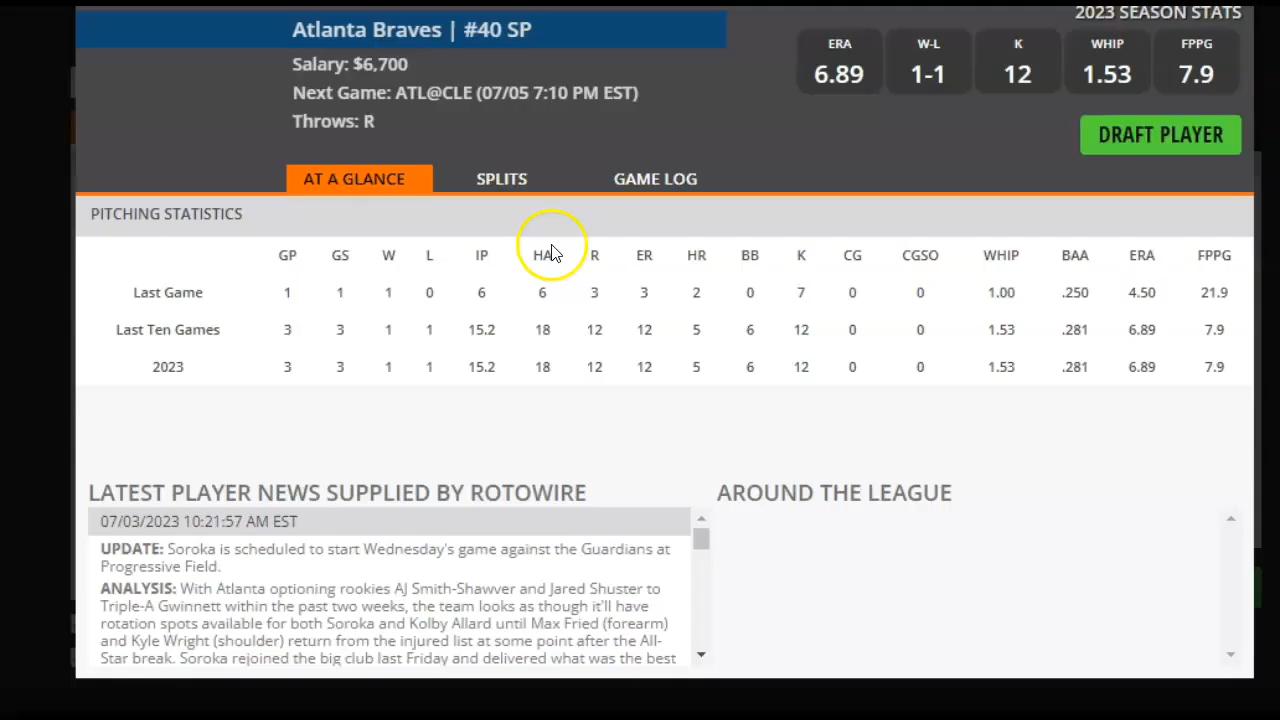 2023 SEASON STATS
Atlanta Braves | #40 SP
Salary: $6,700
Next Game: ATL@CLE (07/05 7:10 PM EST)
Throws: R
ERA W-L K WHIP FPPG
6.89 1-1 12 1.53 7.9
DRAFT PLAYER
AT A GLANCE SPLITS GAME LOG
PITCHING STATISTICS
GP GS W L IP HA R ER HR BB K CG CGSO WHIP BAA ERA FPPG
Last Game 1 1 1 0 6 6 3 3 2 0 7 0 0 1.00 .250 4.50 21.9
Last Ten Games 3 3 1 1 15.2 18 12 12 5 6 12 0 0 1.53 .281 6.89 7.9
2023 3 3 1 1 15.2 18 12 12 5 6 12 0 0 1.53 .281 6.89 7.9
LATEST PLAYER NEWS SUPPLIED BY ROTOWIRE
07/03/2023 10:21:57 AM EST
UPDATE: Soroka is scheduled to start Wednesday's game against the Guardians at
Progressive Field.
ANALYSIS: With Atlanta optioning rookies AJ Smith-Shawver and Jared Shuster to
Triple-A Gwinnett within the past two weeks, the team looks as though it'll have
rotation spots available for both Soroka and Kolby Allard until Max Fried (forearm)
and Kyle Wright (shoulder) return from the injured list at some point after the All-
Star break. Soroka rejoined the big club last Friday and delivered what was the best
AROUND THE LEAGUE